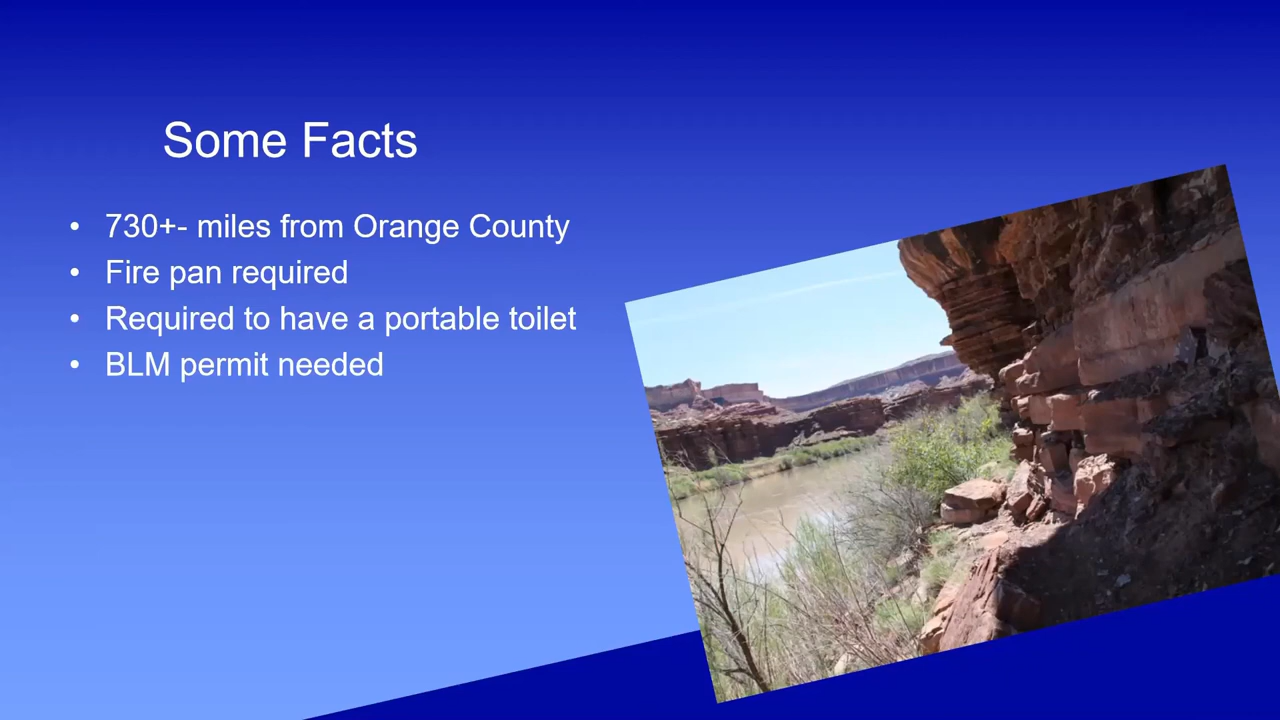 Some Facts
• 730+- miles from Orange County
• Fire pan required
• Required to have a portable toilet
• BLM permit needed